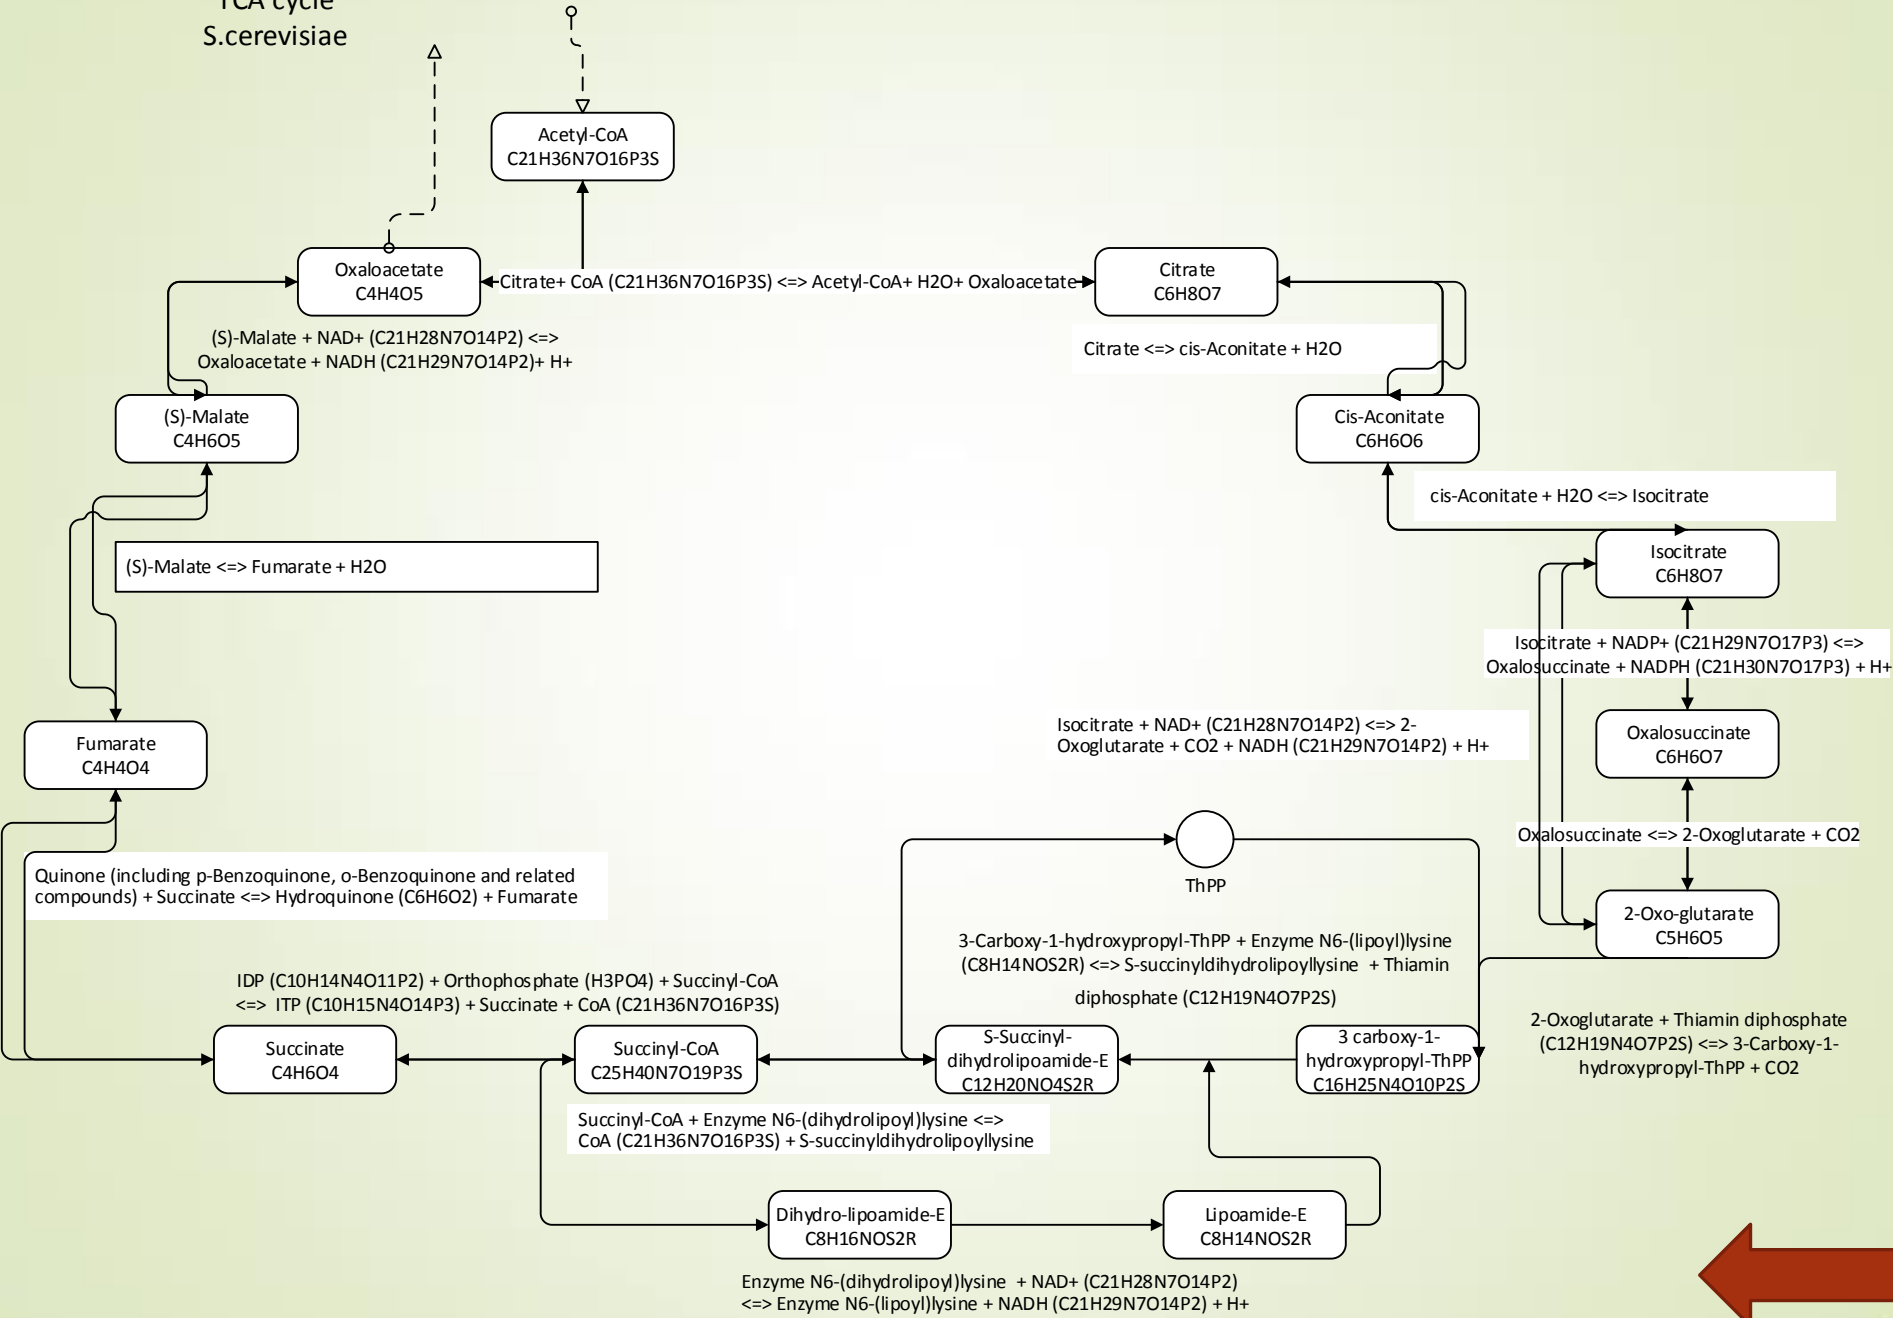 TCA cycle
S.cerevisiae
Acetyl-CoA
C21H36N7O16P3S
Oxaloacetate
C4H4O5
Citrate+ CoA (C21H36N7O16P3S) <=> Acetyl-CoA+ H2O+ Oxaloacetate
Citrate
C6H8O7
(S)-Malate + NAD+ (C21H28N7O14P2) <=>
Oxaloacetate + NADH (C21H29N7O14P2)+ H+
Citrate <=> cis-Aconitate + H2O
(S)-Malate
C4H6O5
Cis-Aconitate
C6H6O6
cis-Aconitate + H2O <=> Isocitrate
(S)-Malate <=> Fumarate + H2O
Isocitrate
C6H8O7
Isocitrate + NADP+ (C21H29N7O17P3) <=>
Oxalosuccinate + NADPH (C21H30N7O17P3) + H+
Isocitrate + NAD+ (C21H28N7O14P2) <=> 2-
Oxoglutarate + CO2 + NADH (C21H29N7O14P2) + H+
Fumarate
C4H4O4
Oxalosuccinate
C6H6O7
Oxalosuccinate <=> 2-Oxoglutarate + CO2
Quinone (including p-Benzoquinone, o-Benzoquinone and related
compounds) + Succinate <=> Hydroquinone (C6H6O2) + Fumarate
ThPP
2-Oxo-glutarate
C5H6O5
3-Carboxy-1-hydroxypropyl-ThPP + Enzyme N6-(lipoyl)lysine
(C8H14NOS2R) <=> S-succinyldihydrolipoyllysine + Thiamin
diphosphate (C12H19N4O7P2S)
IDP (C10H14N4O11P2) + Orthophosphate (H3PO4) + Succinyl-CoA
<=> ITP (C10H15N4O14P3) + Succinate + CoA (C21H36N7O16P3S)
2-Oxoglutarate + Thiamin diphosphate
(C12H19N4O7P2S) <=> 3-Carboxy-1-
hydroxypropyl-ThPP + CO2
Succinate
C4H6O4
Succinyl-CoA
C25H40N7O19P3S
S-Succinyl-
dihydrolipoamide-E
C12H20NO4S2R
3 carboxy-1-
hydroxypropyl-ThPP
C16H25N4O10P2S
Succinyl-CoA + Enzyme N6-(dihydrolipoyl)lysine <=>
CoA (C21H36N7O16P3S) + S-succinyldihydrolipoyllysine
Dihydro-lipoamide-E
C8H16NOS2R
Lipoamide-E
C8H14NOS2R
Enzyme N6-(dihydrolipoyl)lysine + NAD+ (C21H28N7O14P2)
<=> Enzyme N6-(lipoyl)lysine + NADH (C21H29N7O14P2) + H+